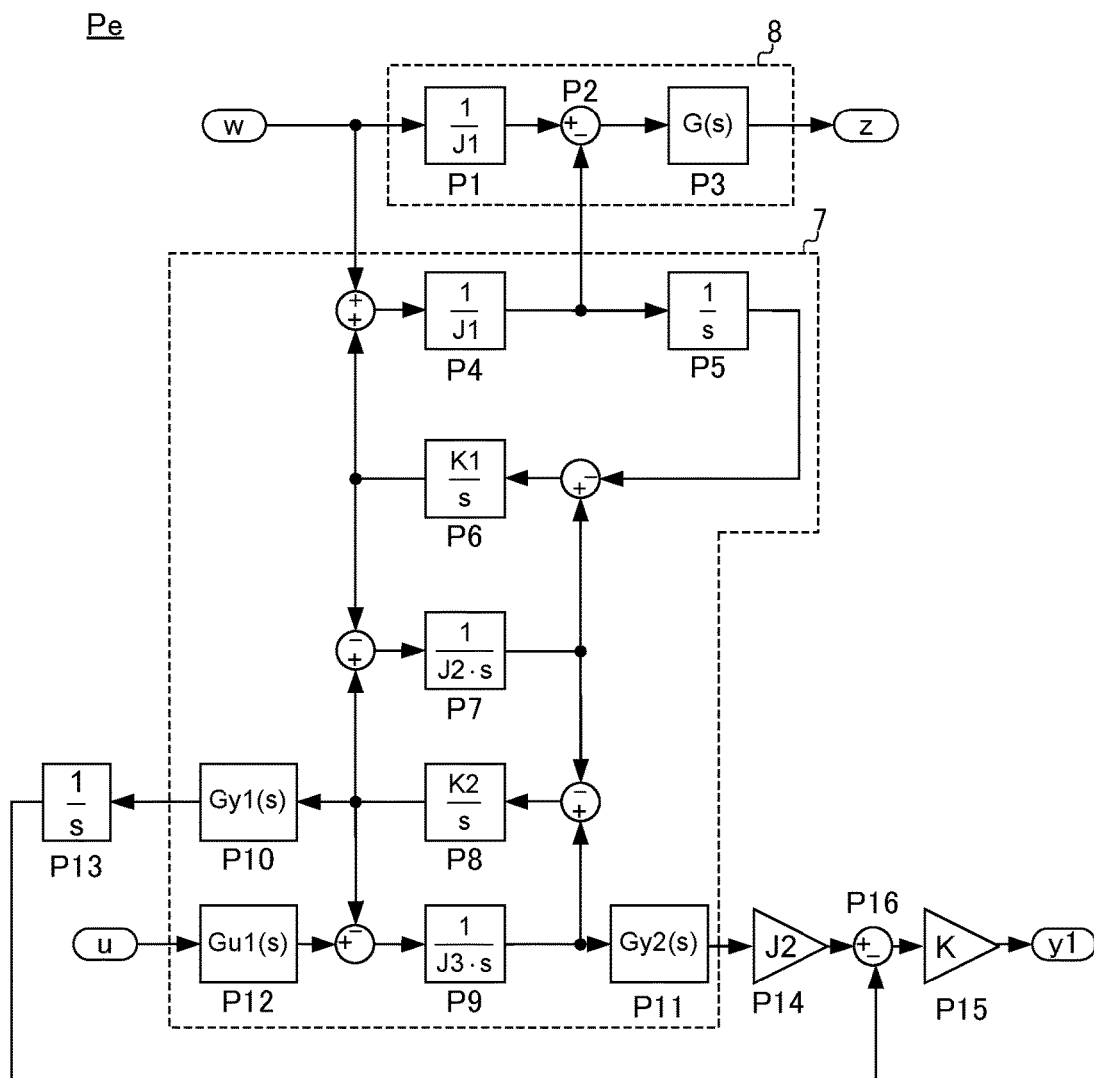 Pe
8
w
1
J1
P1
P2
+
−
G(s)
P3
z
7
+
+
1
J1
P4
1
s
P5
K1
s
P6
+
−
−
+
1
J2・s
P7
1
s
P13
Gy1(s)
P10
K2
s
P8
−
+
u
Gu1(s)
P12
+
−
1
J3・s
P9
Gy2(s)
P11
J2
P14
P16
+
−
K
P15
y1